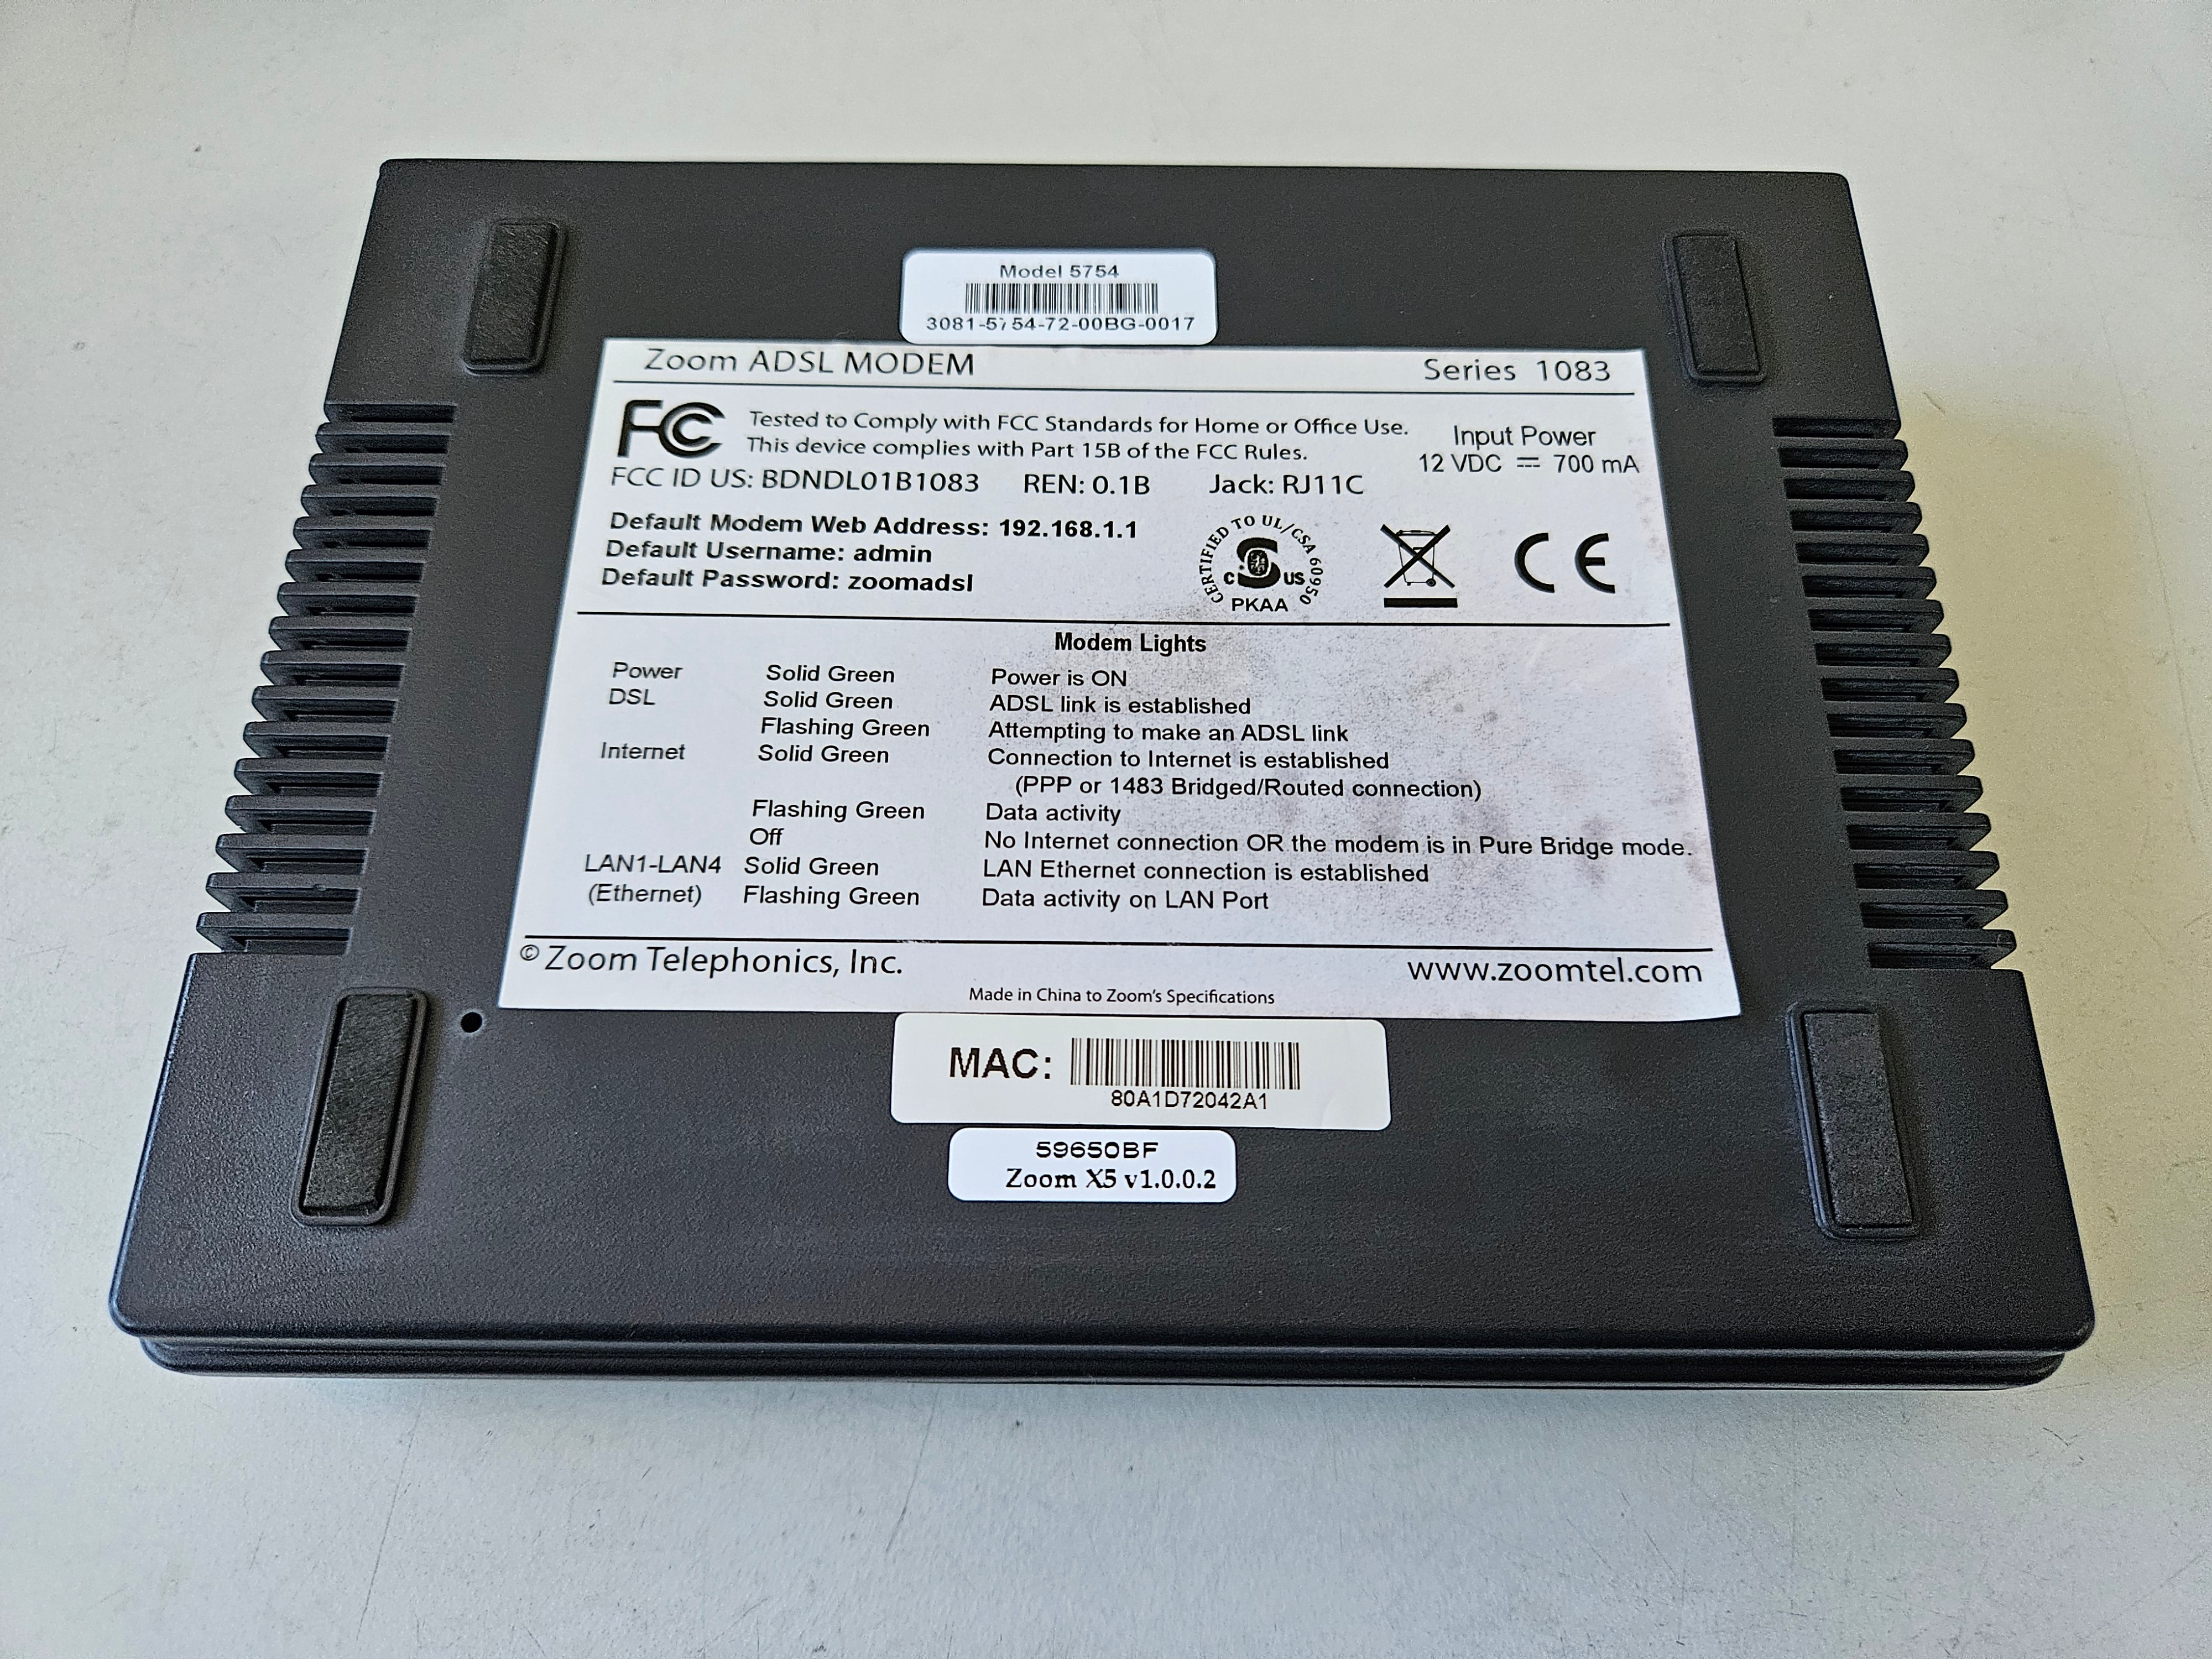 Model 5754
3081-5754-72-00BG-0017
Zoom ADSL MODEM Series 1083
FC Tested to Comply with FCC Standards for Home or Office Use.
This device complies with Part 15B of the FCC Rules.
Input Power
12 VDC ⎓ 700 mA
FCC ID US: BDNDL01B1083 REN: 0.1B Jack: RJ11C
Default Modem Web Address: 192.168.1.1
Default Username: admin
Default Password: zoomadsl
CERTIFIED TO UL/CSA 60950
C US
PKAA
CE
Modem Lights
Power Solid Green Power is ON
DSL Solid Green ADSL link is established
Flashing Green Attempting to make an ADSL link
Internet Solid Green Connection to Internet is established
(PPP or 1483 Bridged/Routed connection)
Flashing Green Data activity
Off No Internet connection OR the modem is in Pure Bridge mode.
LAN1-LAN4 Solid Green LAN Ethernet connection is established
(Ethernet) Flashing Green Data activity on LAN Port
© Zoom Telephonics, Inc. www.zoomtel.com
Made in China to Zoom's Specifications
MAC:
80A1D72042A1
59650BF
Zoom X5 v1.0.0.2